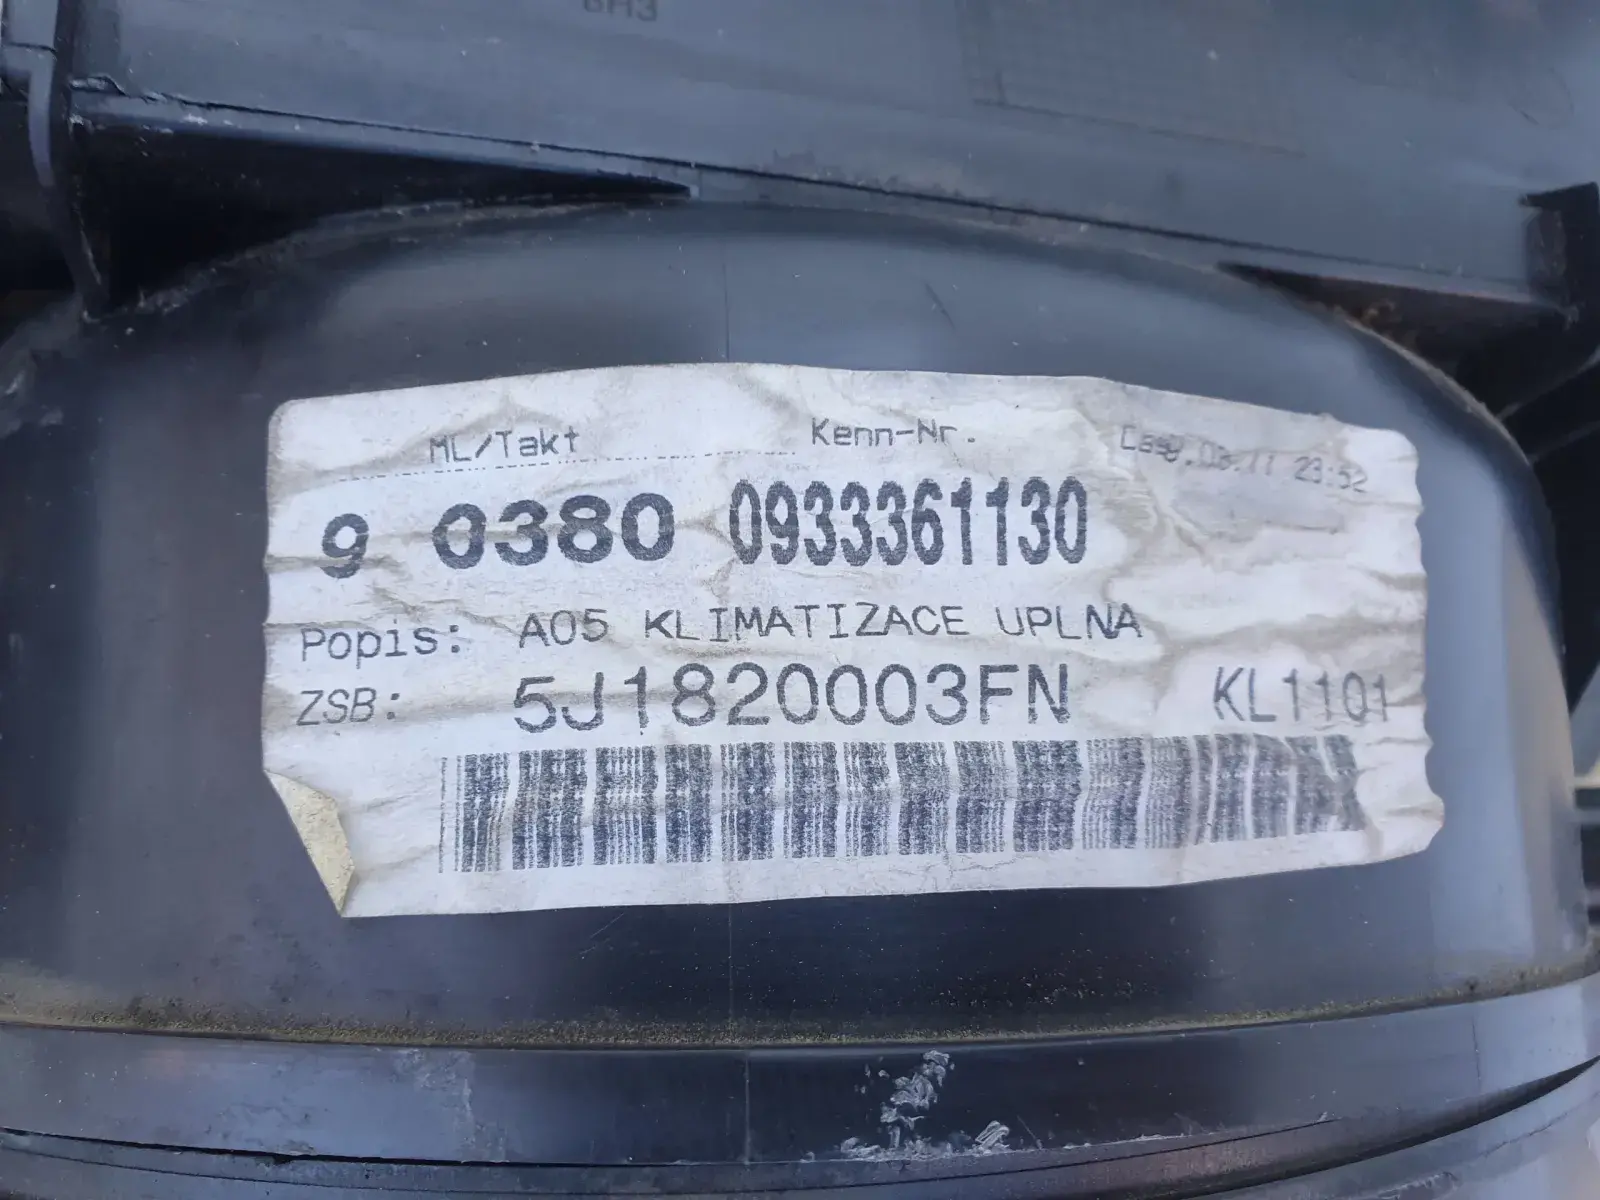 ML/Takt Kenn-Nr.
9 0380 0933361130
Popis: A05 KLIMATIZACE UPLNA
ZSB: 5J1820003FN KL1101